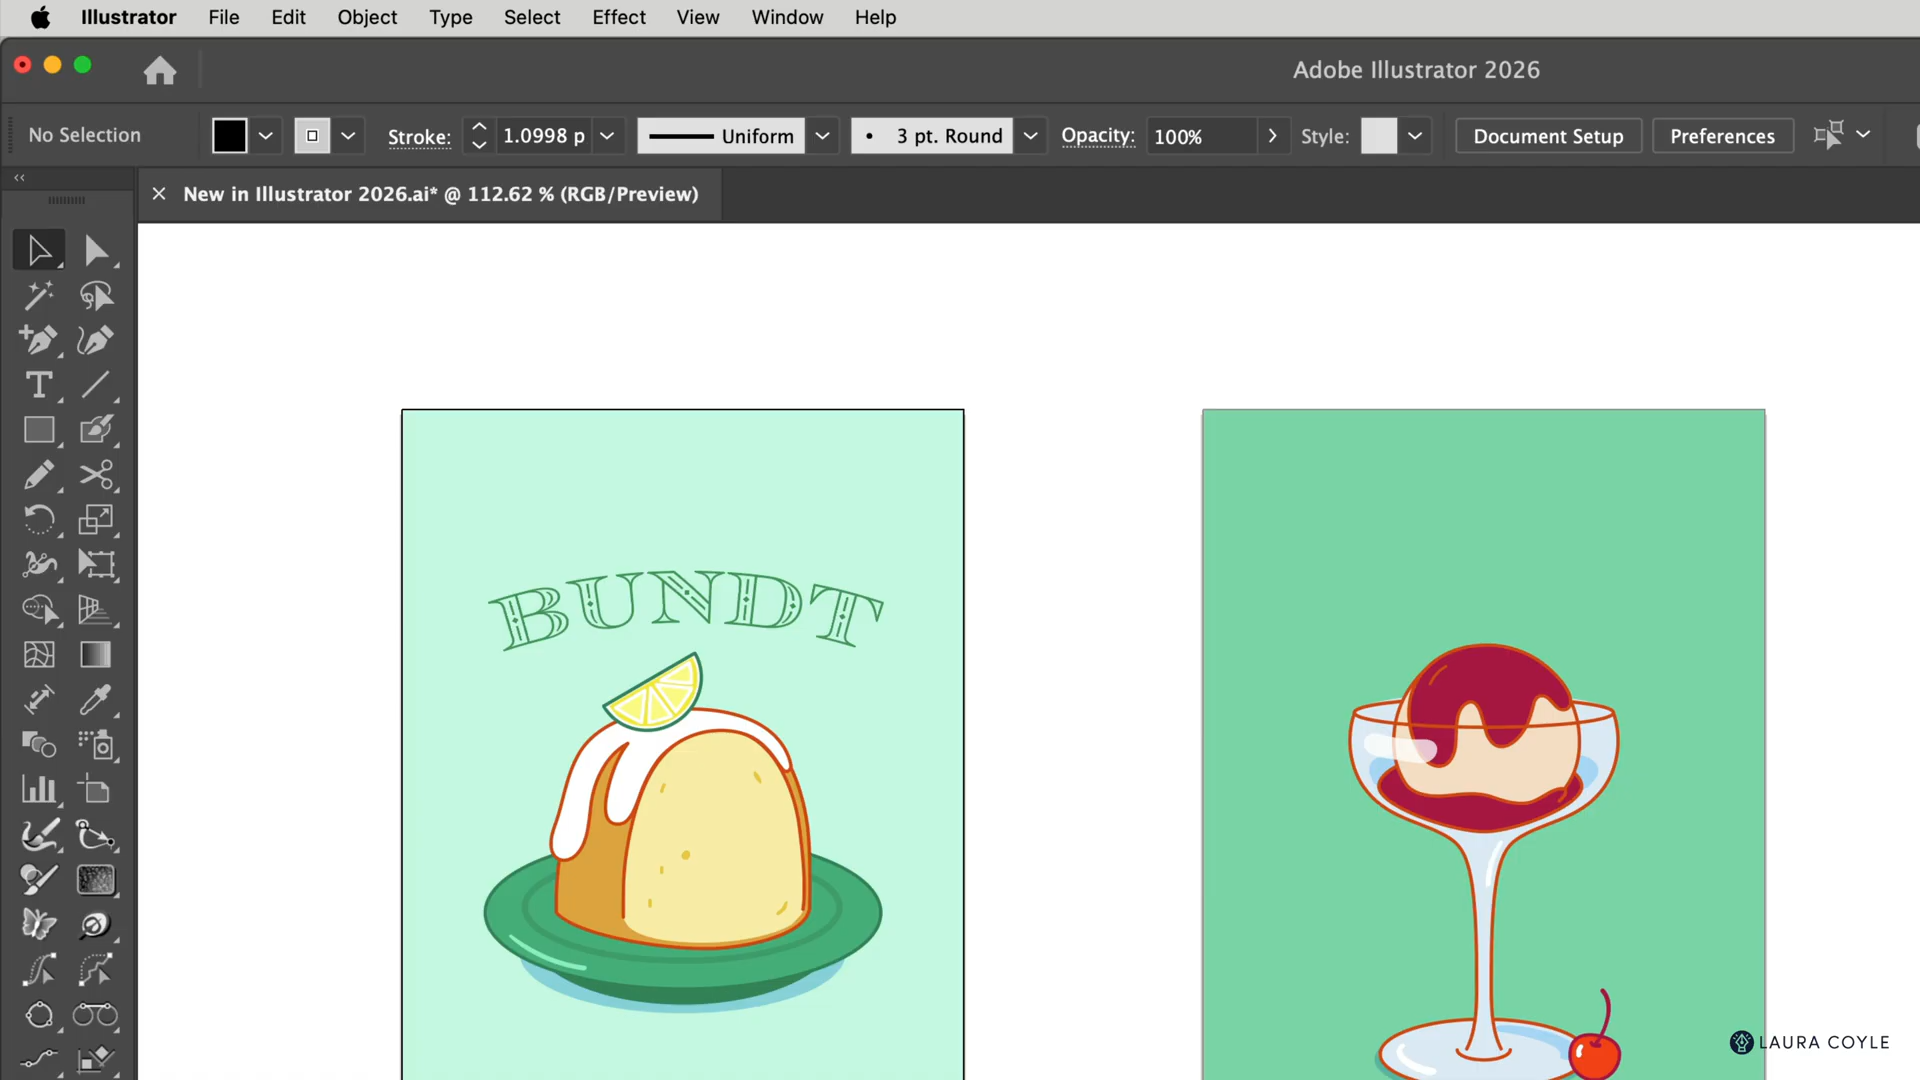 Illustrator File Edit Object Type Select Effect View Window Help
Adobe Illustrator 2026
No Selection Stroke: 1.0998 p Uniform 3 pt. Round Opacity: 100% Style: Document Setup Preferences
New in Illustrator 2026.ai* @ 112.62 % (RGB/Preview)
BUNDT
LAURA COYLE